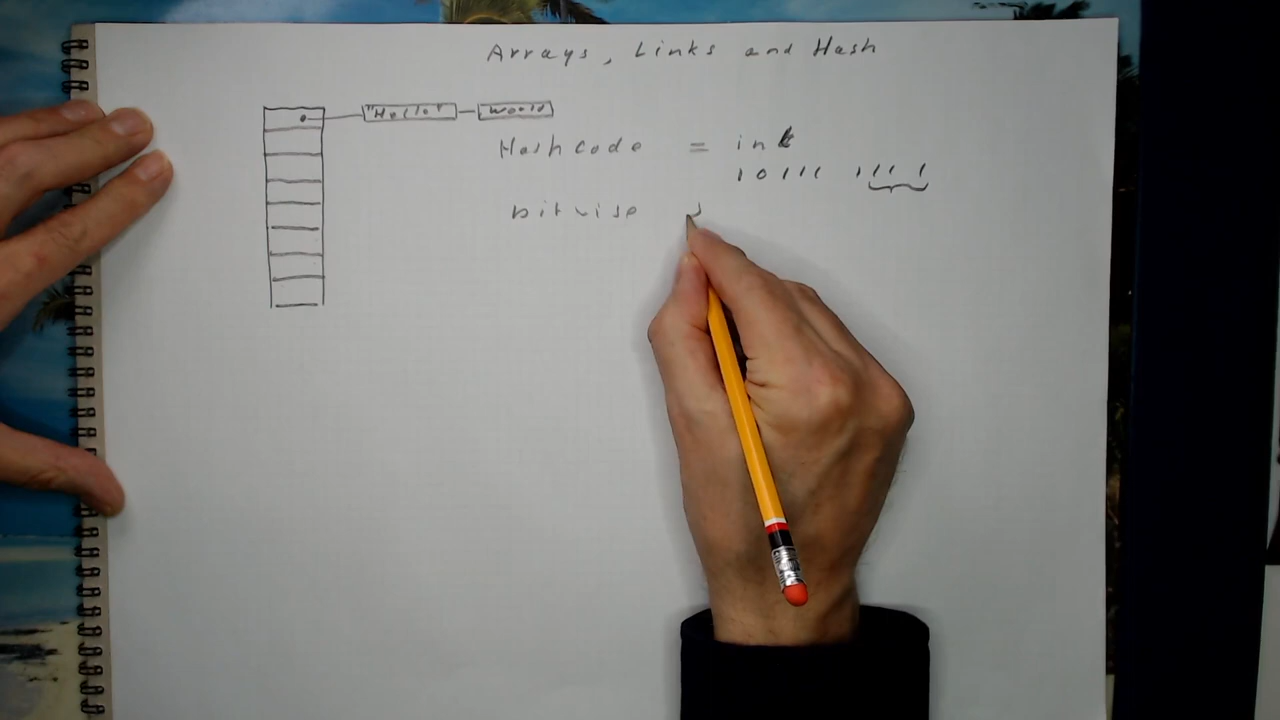 Arrays, Links and Hash
"Hello" World
Hashcode = int
10111 1111
bitwise